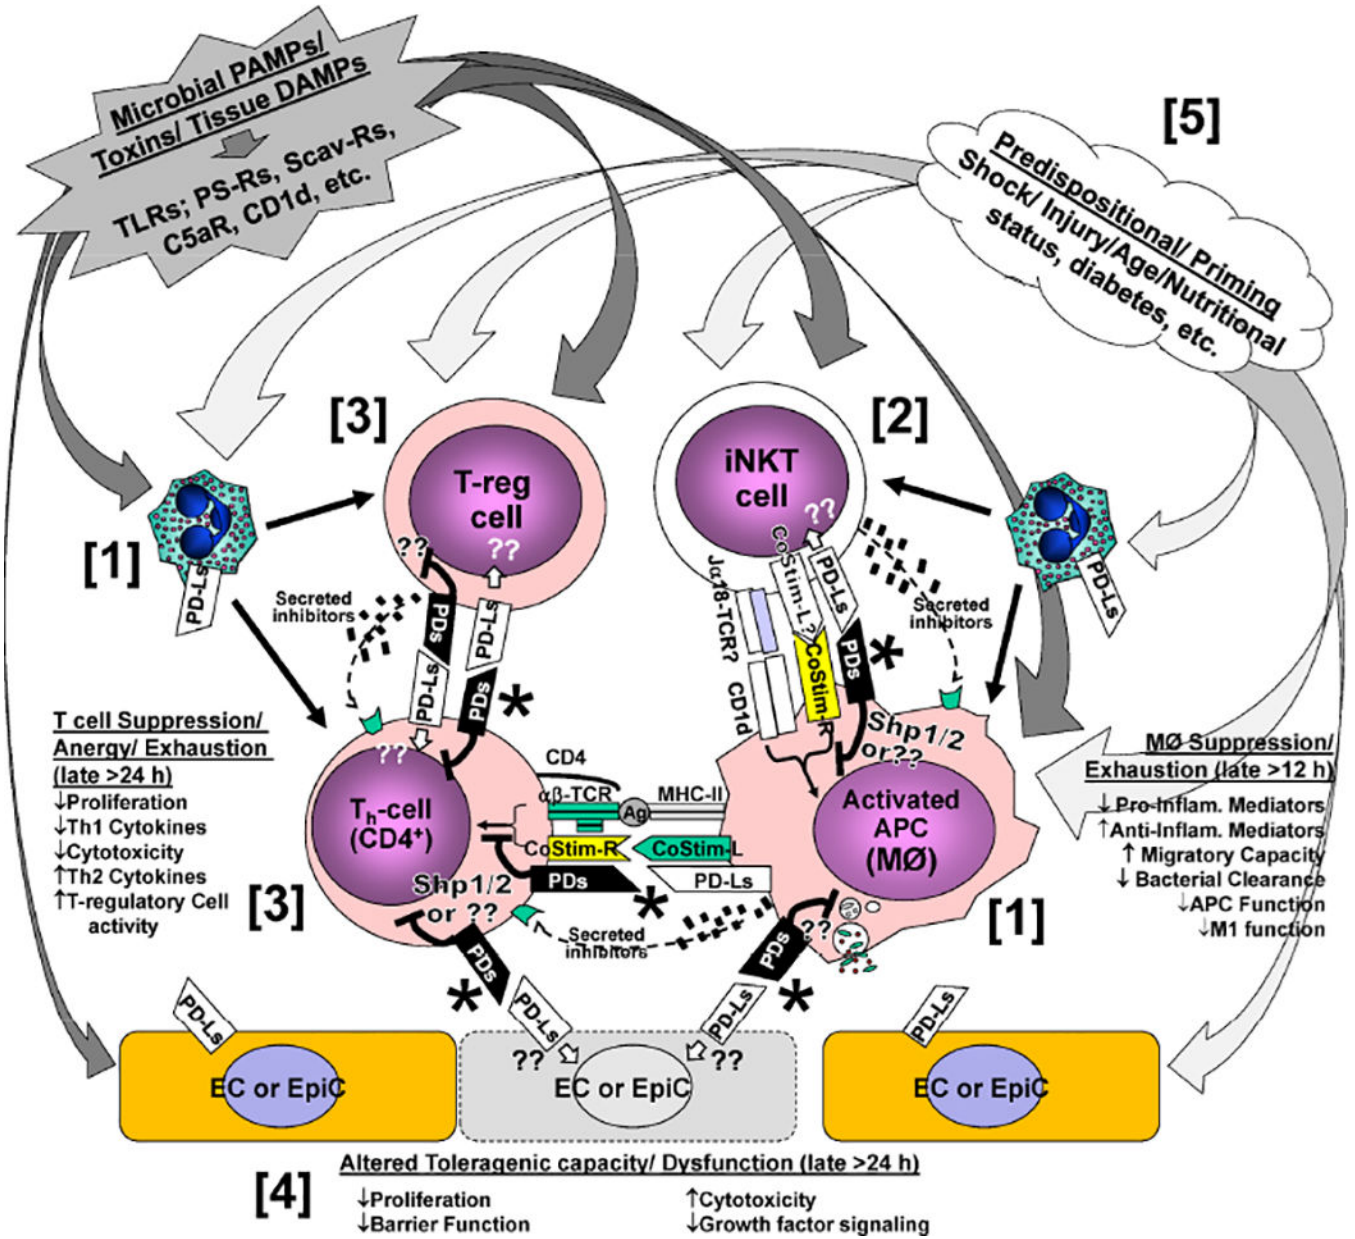 Microbial PAMPs/
Toxins/ Tissue DAMPs
TLRs; PS-Rs, Scav-Rs,
C5aR, CD1d, etc.
[5]
Predispositional/ Priming
Shock/ Injury/Age/Nutritional
status, diabetes, etc.
[3]
T-reg
cell
??
??
[2]
iNKT
cell
??
[1]
PD-Ls
PD-Ls
Secreted
inhibitors
PDs
PD-Ls
PD-Ls
PDs
*
Jα18-TCR?
CD1d
CoStim-L?
CoStim-R
PD-Ls
PDs
*
Secreted
inhibitors
Shp1/2
or??
T cell Suppression/
Anergy/ Exhaustion
(late >24 h)
↓Proliferation
↓Th1 Cytokines
↓Cytotoxicity
↑Th2 Cytokines
↑T-regulatory Cell
activity
[3]
??
Th-cell
(CD4+)
Shp1/2
or ??
CD4
αβ-TCR
Ag
MHC-II
CoStim-R
CoStim-L
PDs
PD-Ls
*
Secreted
inhibitors
Activated
APC
(MØ)
??
[1]
MØ Suppression/
Exhaustion (late >12 h)
↓ Pro-Inflam. Mediators
↑Anti-Inflam. Mediators
↑ Migratory Capacity
↓ Bacterial Clearance
↓APC Function
↓M1 function
PDs
*
PD-Ls
??
PDs
*
PD-Ls
??
PD-Ls
PD-Ls
EC or EpiC
EC or EpiC
EC or EpiC
[4]
Altered Toleragenic capacity/ Dysfunction (late >24 h)
↓Proliferation
↑Cytotoxicity
↓Barrier Function
↓Growth factor signaling